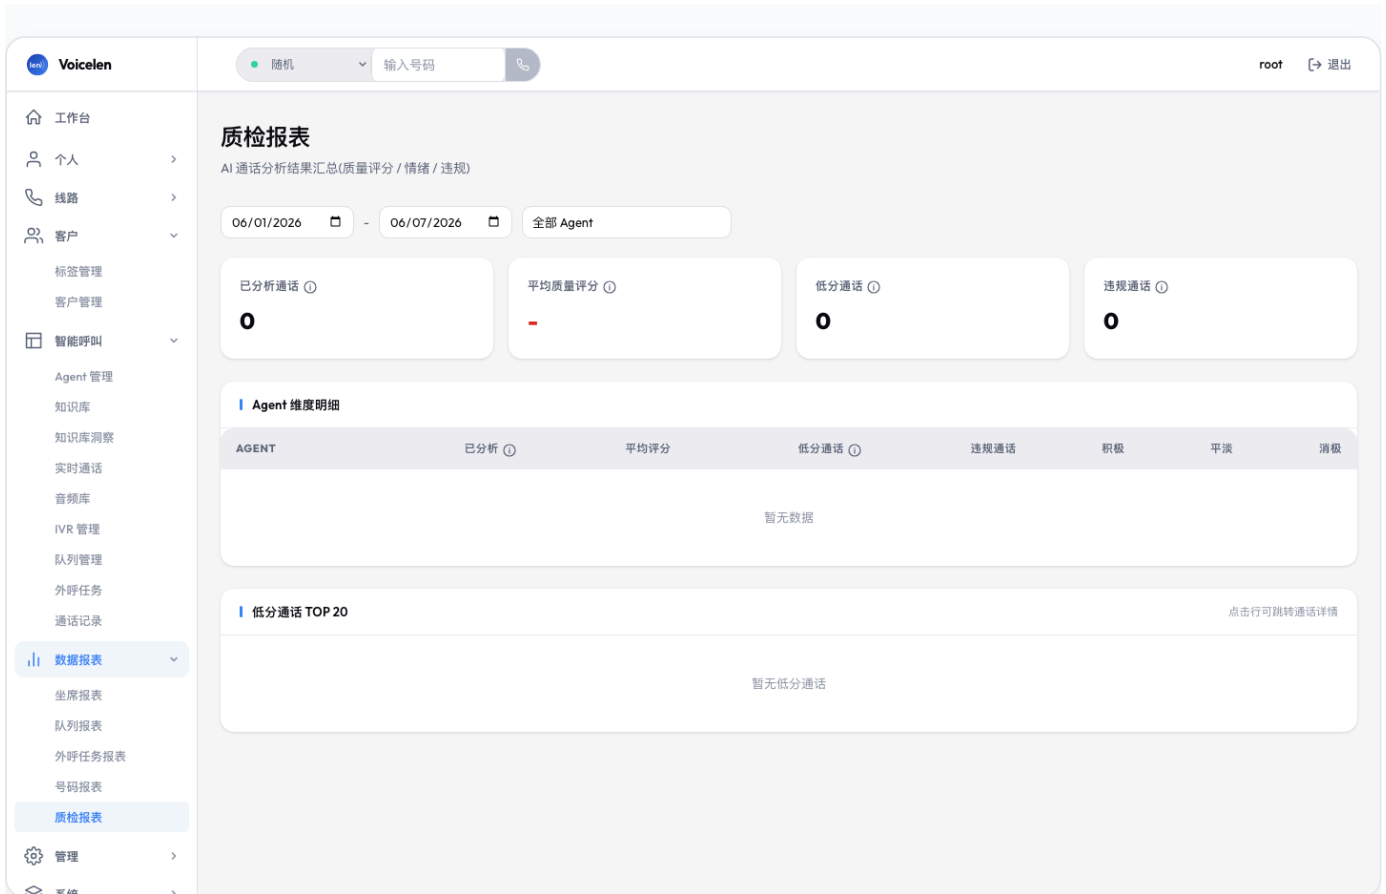 len
Voicelen
随机
输入号码
root
退出
工作台
个人
线路
客户
标签管理
客户管理
智能呼叫
Agent 管理
知识库
知识库洞察
实时通话
音频库
IVR 管理
队列管理
外呼任务
通话记录
数据报表
坐席报表
队列报表
外呼任务报表
号码报表
质检报表
管理
系统
质检报表
AI 通话分析结果汇总(质量评分 / 情绪 / 违规)
06/01/2026 - 06/07/2026 全部 Agent
已分析通话 平均质量评分 低分通话 违规通话
0 - 0 0
Agent 维度明细
AGENT 已分析 平均评分 低分通话 违规通话 积极 平淡 消极
暂无数据
低分通话 TOP 20 点击行可跳转通话详情
暂无低分通话